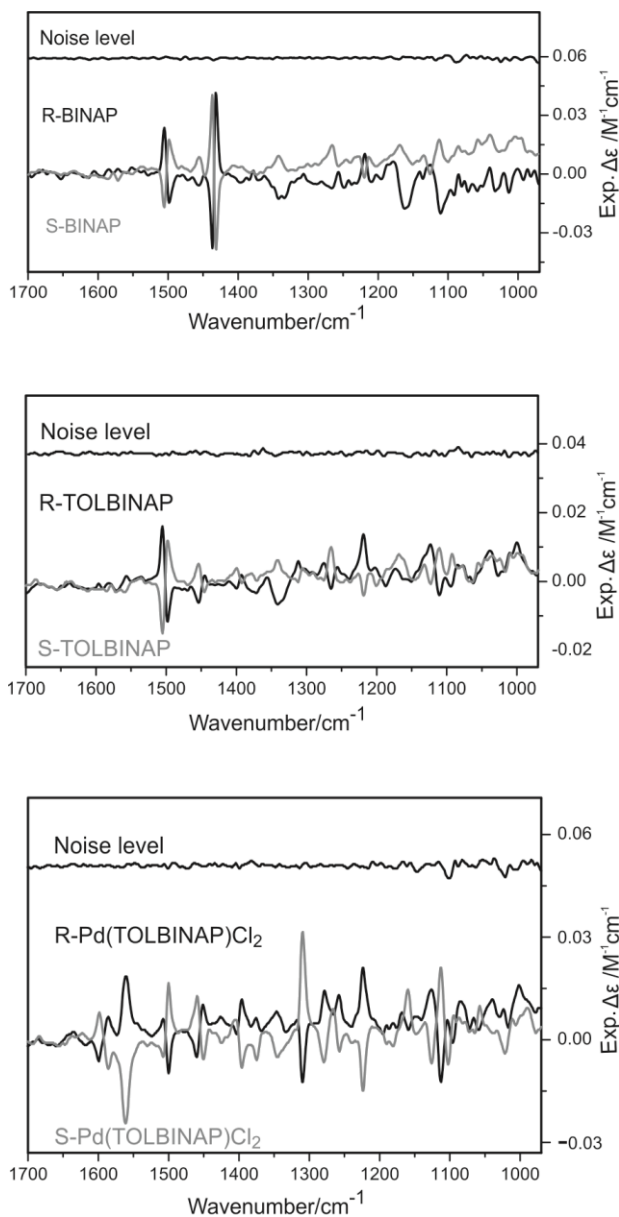 Noise level
0.06
R-BINAP
0.03
0.00
S-BINAP
-0.03
Exp. Δε /M⁻¹cm⁻¹
1700 1600 1500 1400 1300 1200 1100 1000
Wavenumber/cm⁻¹
Noise level
0.04
R-TOLBINAP
0.02
0.00
S-TOLBINAP
-0.02
Exp. Δε /M⁻¹cm⁻¹
1700 1600 1500 1400 1300 1200 1100 1000
Wavenumber/cm⁻¹
Noise level
0.06
R-Pd(TOLBINAP)Cl₂
0.03
0.00
S-Pd(TOLBINAP)Cl₂
-0.03
Exp. Δε /M⁻¹cm⁻¹
1700 1600 1500 1400 1300 1200 1100 1000
Wavenumber/cm⁻¹